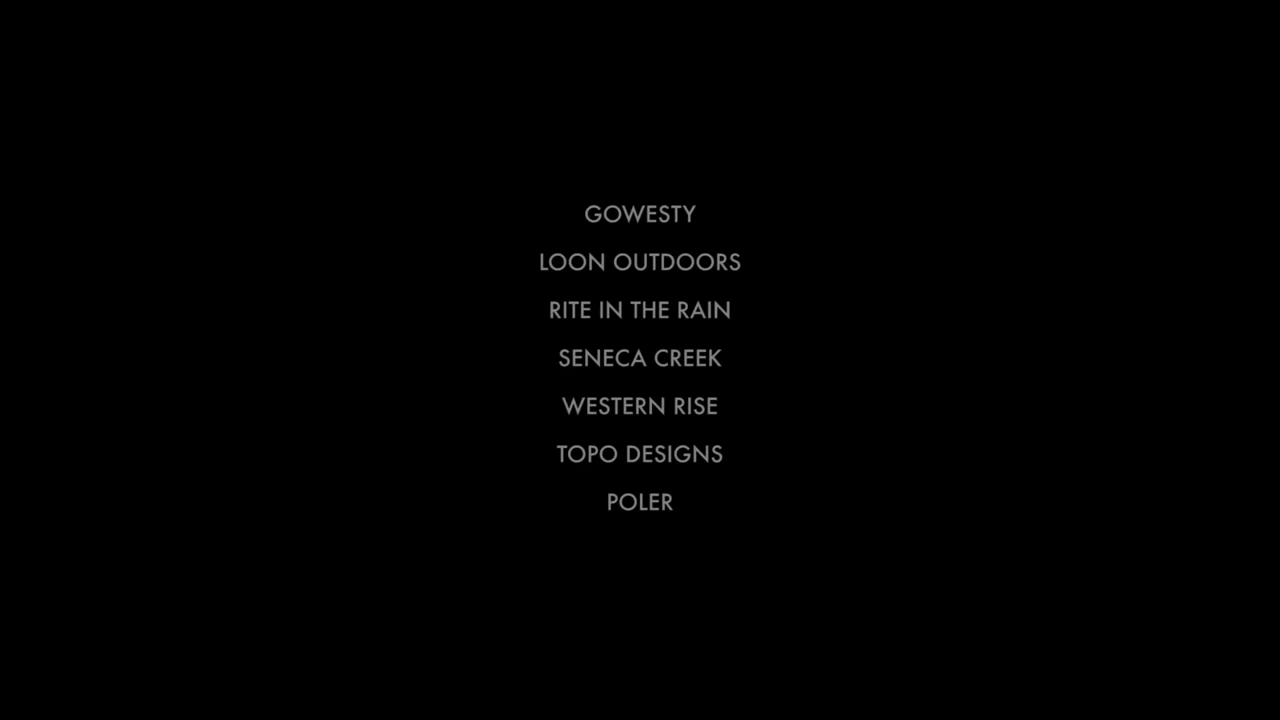 GOWESTY
LOON OUTDOORS
RITE IN THE RAIN
SENECA CREEK
WESTERN RISE
TOPO DESIGNS
POLER